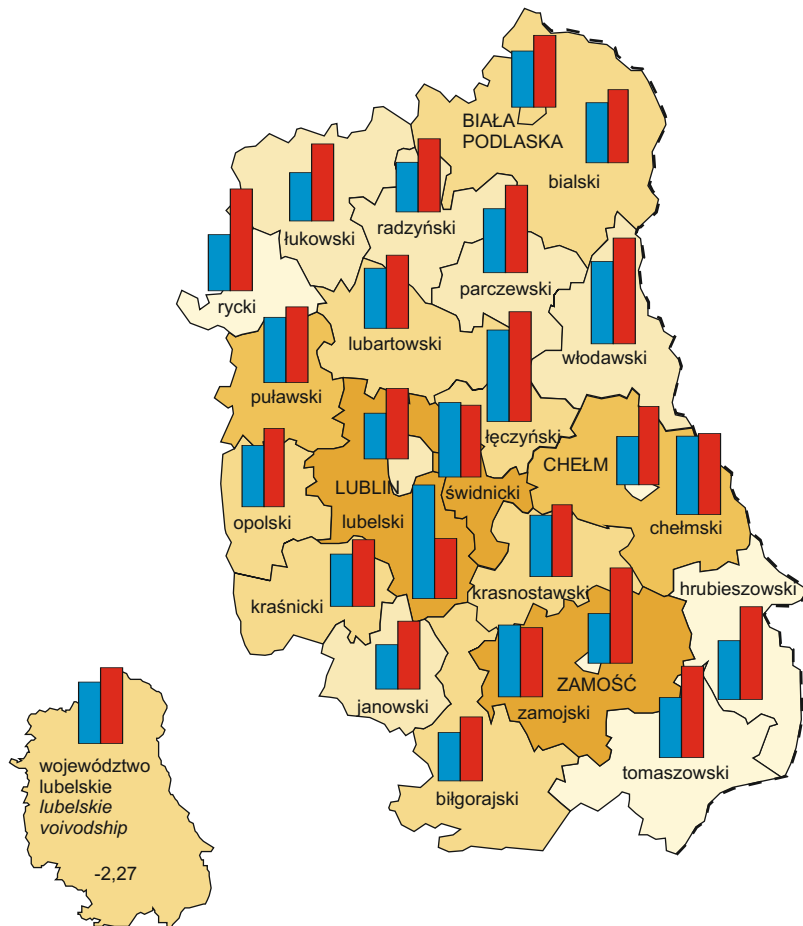 BIAŁA
PODLASKA
bialski
łukowski
radzyński
rycki
parczewski
lubartowski
włodawski
puławski
łęczyński
CHEŁM
LUBLIN
świdnicki
opolski
lubelski
chełmski
kraśnicki
krasnostawski
hrubieszowski
janowski
ZAMOŚĆ
zamojski
tomaszowski
biłgorajski
województwo
lubelskie
lubelskie
voivodship
-2,27